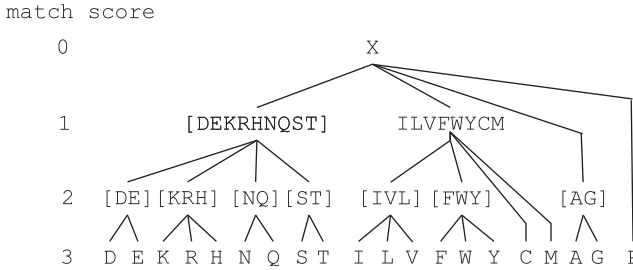 match score
0 X
1 [DEKRHNQST] ILVFWYCM
2 [DE] [KRH] [NQ] [ST] [IVL] [FWY] [AG]
3 D E K R H N Q S T I L V F W Y C M A G